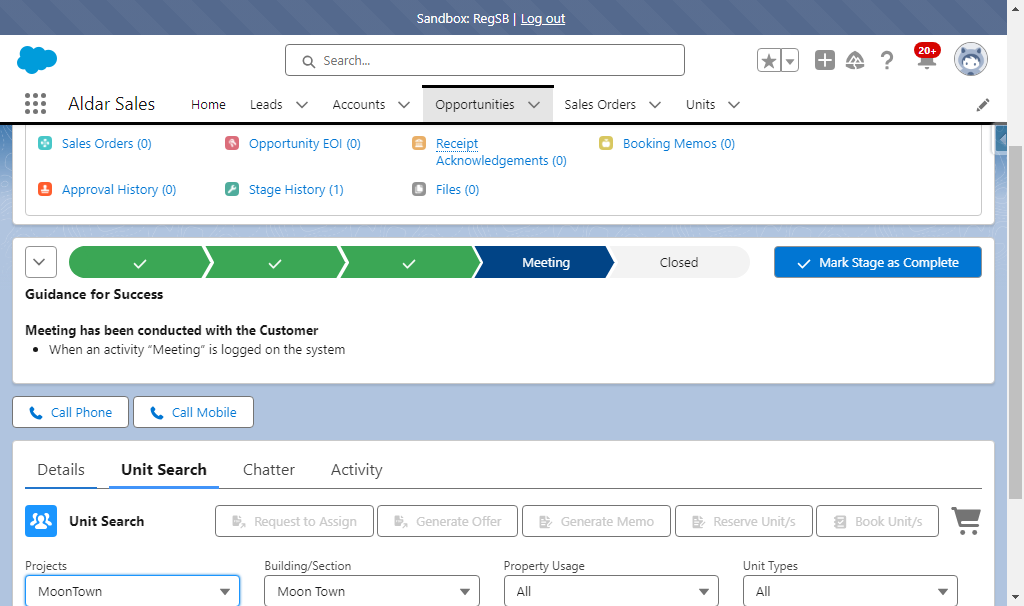 Sandbox: RegSB | Log out
Search...
20+
Aldar Sales Home Leads Accounts Opportunities Sales Orders Units
Sales Orders (0) Opportunity EOI (0) Receipt Acknowledgements (0) Booking Memos (0)
Approval History (0) Stage History (1) Files (0)
Meeting Closed Mark Stage as Complete
Guidance for Success
Meeting has been conducted with the Customer
When an activity “Meeting” is logged on the system
Call Phone Call Mobile
Details Unit Search Chatter Activity
Unit Search Request to Assign Generate Offer Generate Memo Reserve Unit/s Book Unit/s
Projects Building/Section Property Usage Unit Types
MoonTown Moon Town All All